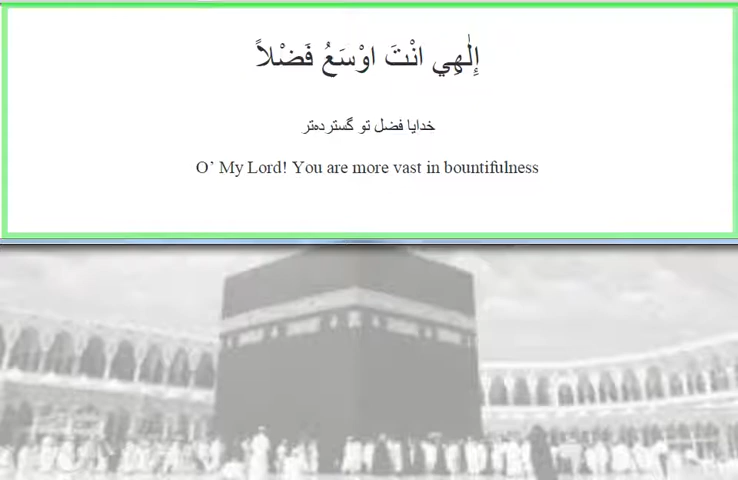 إِلٰهِي انْتَ اوْسَعُ فَضْلاً
خدایا فضل تو گسترده‌تر
O’ My Lord! You are more vast in bountifulness